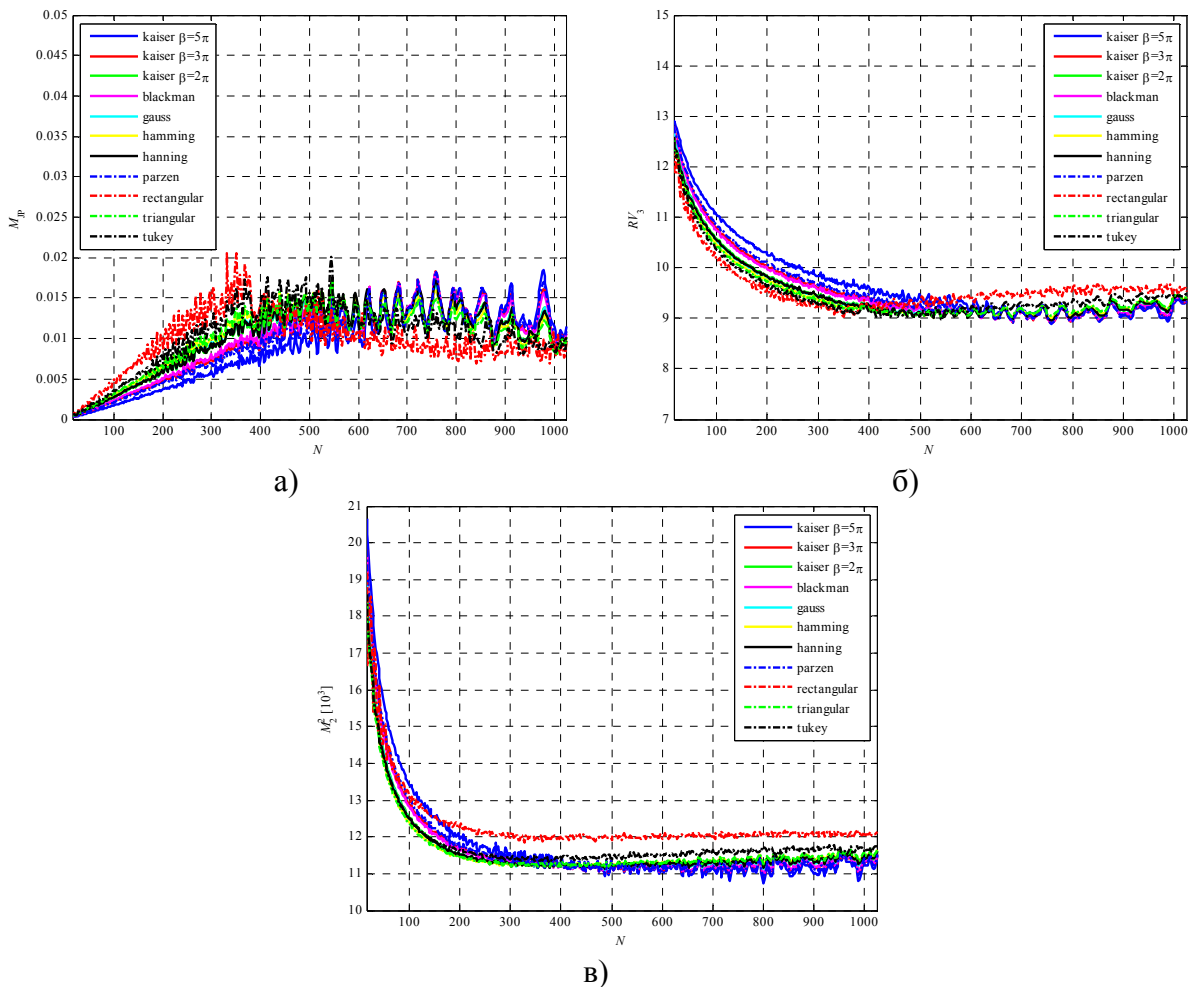 0.05
0.045
0.04
0.035
0.03
0.025
0.02
0.015
0.01
0.005
0
M_JP
kaiser β=5π
kaiser β=3π
kaiser β=2π
blackman
gauss
hamming
hanning
parzen
rectangular
triangular
tukey
100 200 300 400 500 600 700 800 900 1000
N
а)
15
14
13
12
11
10
9
8
7
RV_3
kaiser β=5π
kaiser β=3π
kaiser β=2π
blackman
gauss
hamming
hanning
parzen
rectangular
triangular
tukey
100 200 300 400 500 600 700 800 900 1000
N
б)
21
20
19
18
17
16
15
14
13
12
11
10
M_2^2 [10^3]
kaiser β=5π
kaiser β=3π
kaiser β=2π
blackman
gauss
hamming
hanning
parzen
rectangular
triangular
tukey
100 200 300 400 500 600 700 800 900 1000
N
в)